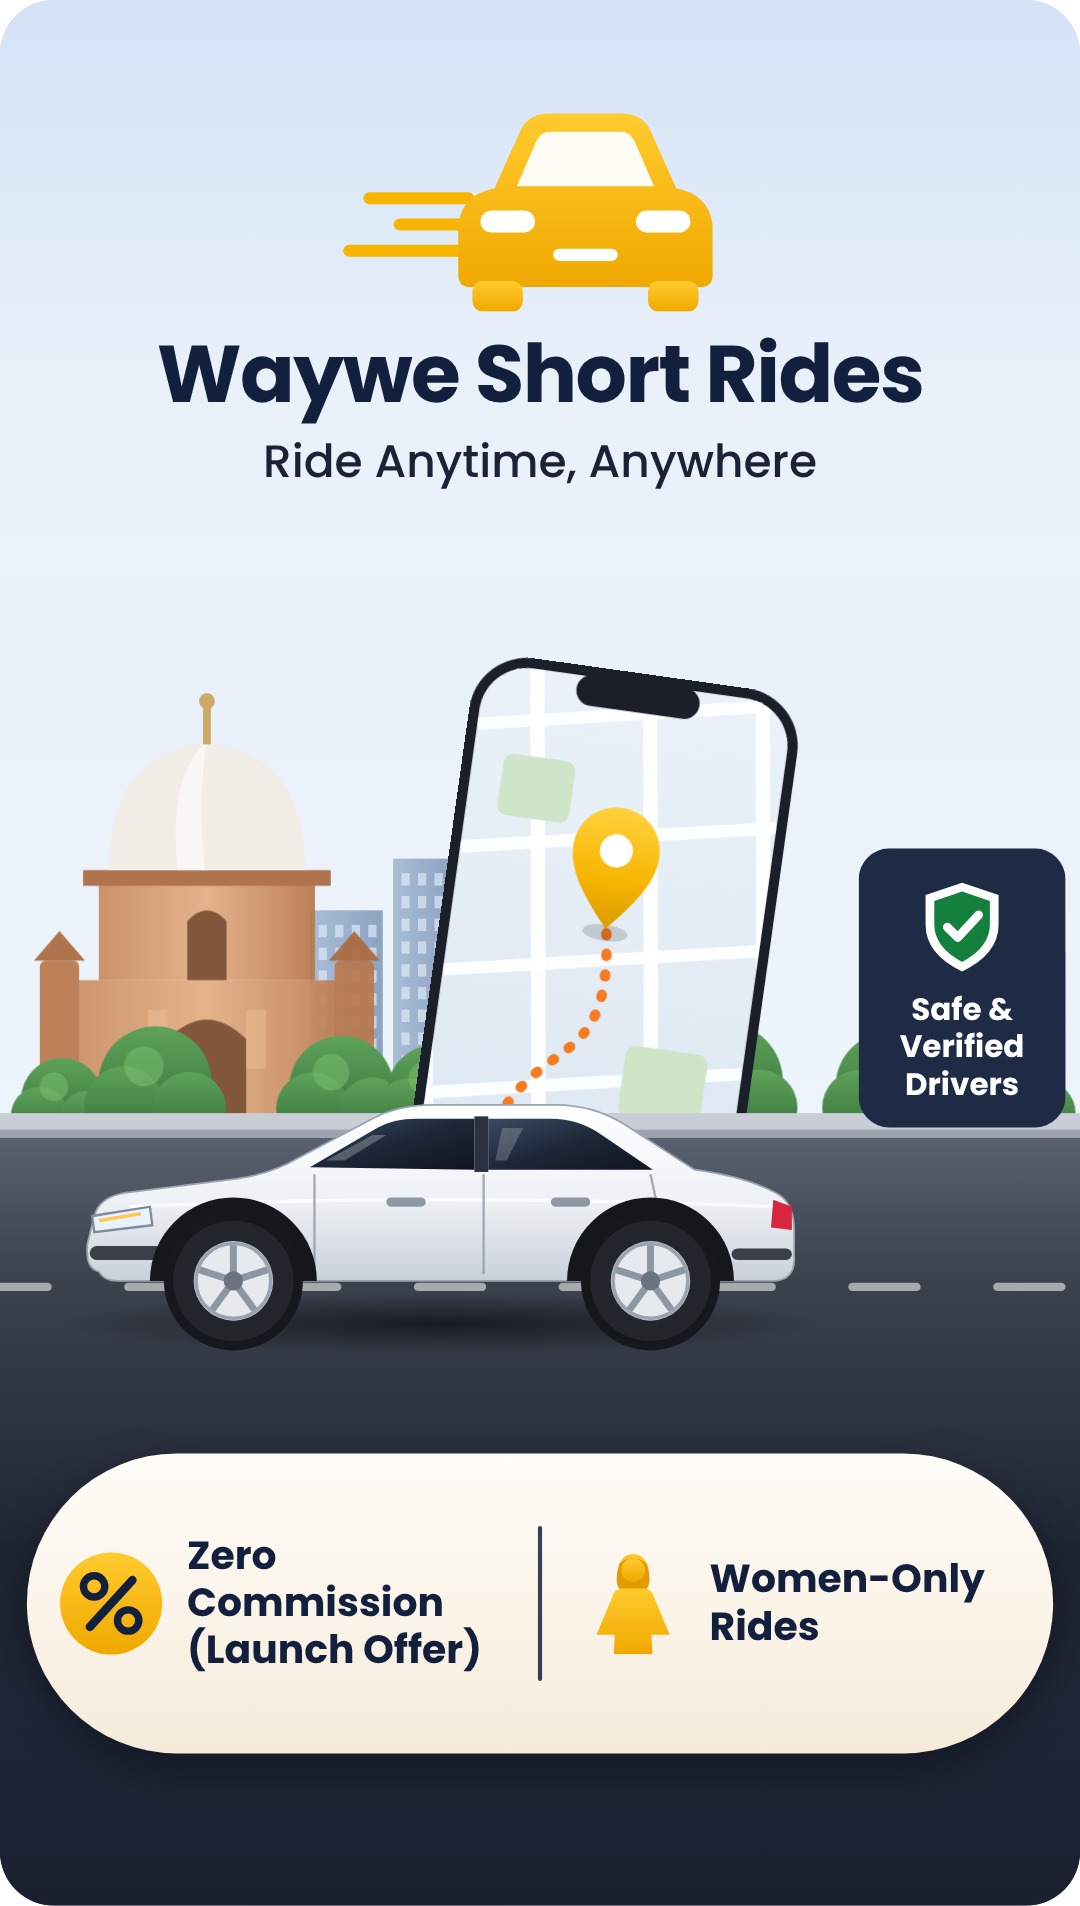 Waywe Short Rides
Ride Anytime, Anywhere
Safe &
Verified
Drivers
Zero
Commission
(Launch Offer)
Women-Only
Rides